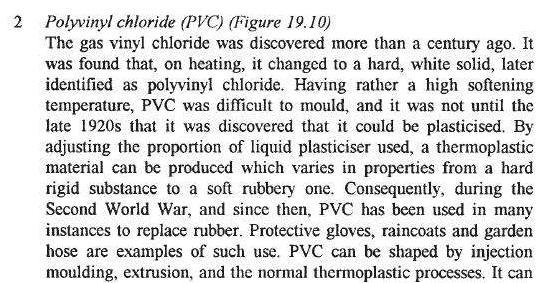 2 Polyvinyl chloride (PVC) (Figure 19.10)
The gas vinyl chloride was discovered more than a century ago. It
was found that, on heating, it changed to a hard, white solid, later
identified as polyvinyl chloride. Having rather a high softening
temperature, PVC was difficult to mould, and it was not until the
late 1920s that it was discovered that it could be plasticised. By
adjusting the proportion of liquid plasticiser used, a thermoplastic
material can be produced which varies in properties from a hard
rigid substance to a soft rubbery one. Consequently, during the
Second World War, and since then, PVC has been used in many
instances to replace rubber. Protective gloves, raincoats and garden
hose are examples of such use. PVC can be shaped by injection
moulding, extrusion, and the normal thermoplastic processes. It can